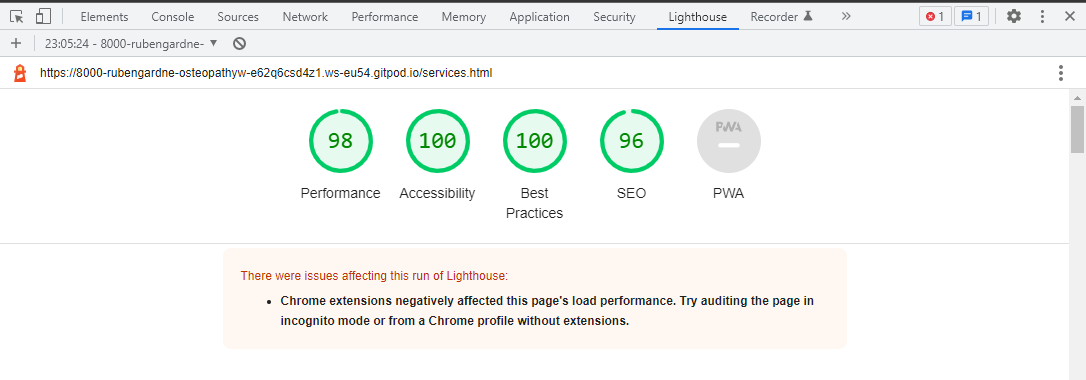 Elements Console Sources Network Performance Memory Application Security Lighthouse Recorder » 1 1
+ 23:05:24 - 8000-rubengardne- ▼
https://8000-rubengardne-osteopathyw-e62q6csd4z1.ws-eu54.gitpod.io/services.html
98 100 100 96 PWA
Performance Accessibility Best SEO PWA
Practices
There were issues affecting this run of Lighthouse:
• Chrome extensions negatively affected this page's load performance. Try auditing the page in
incognito mode or from a Chrome profile without extensions.